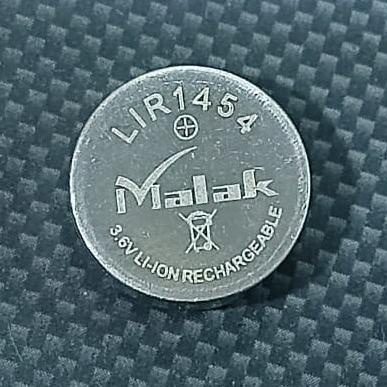 LIR1454
Malak
3.6V LI-ION RECHARGEABLE